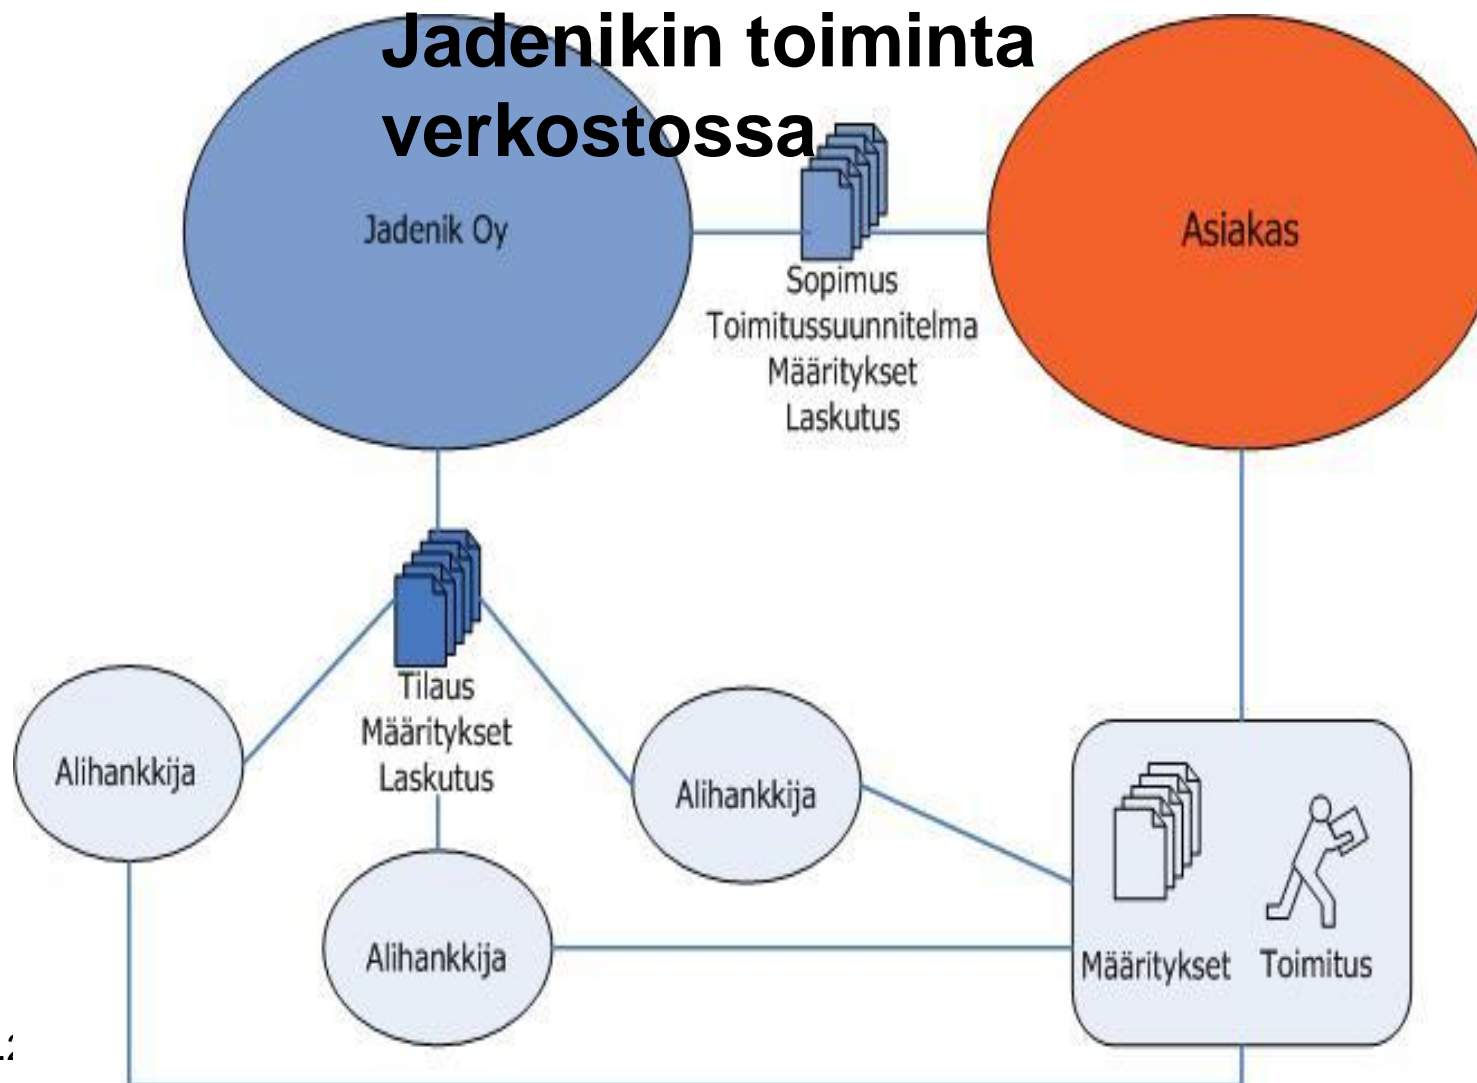 Jadenikin toiminta
verkostossa
Jadenik Oy
Asiakas
Sopimus
Toimitussuunnitelma
Määritykset
Laskutus
Tilaus
Määritykset
Laskutus
Alihankkija
Alihankkija
Alihankkija
Määritykset
Toimitus